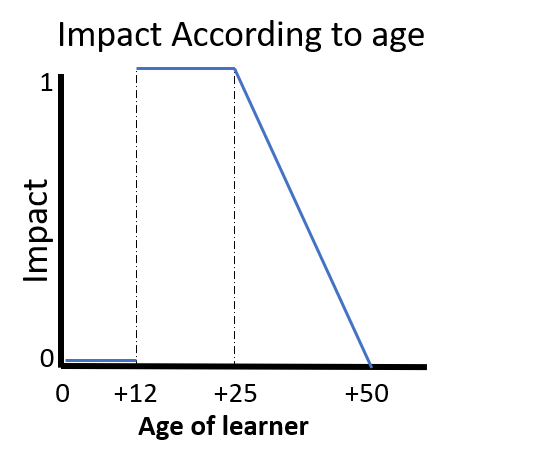 Impact According to age
1
Impact
0
0 +12 +25 +50
Age of learner